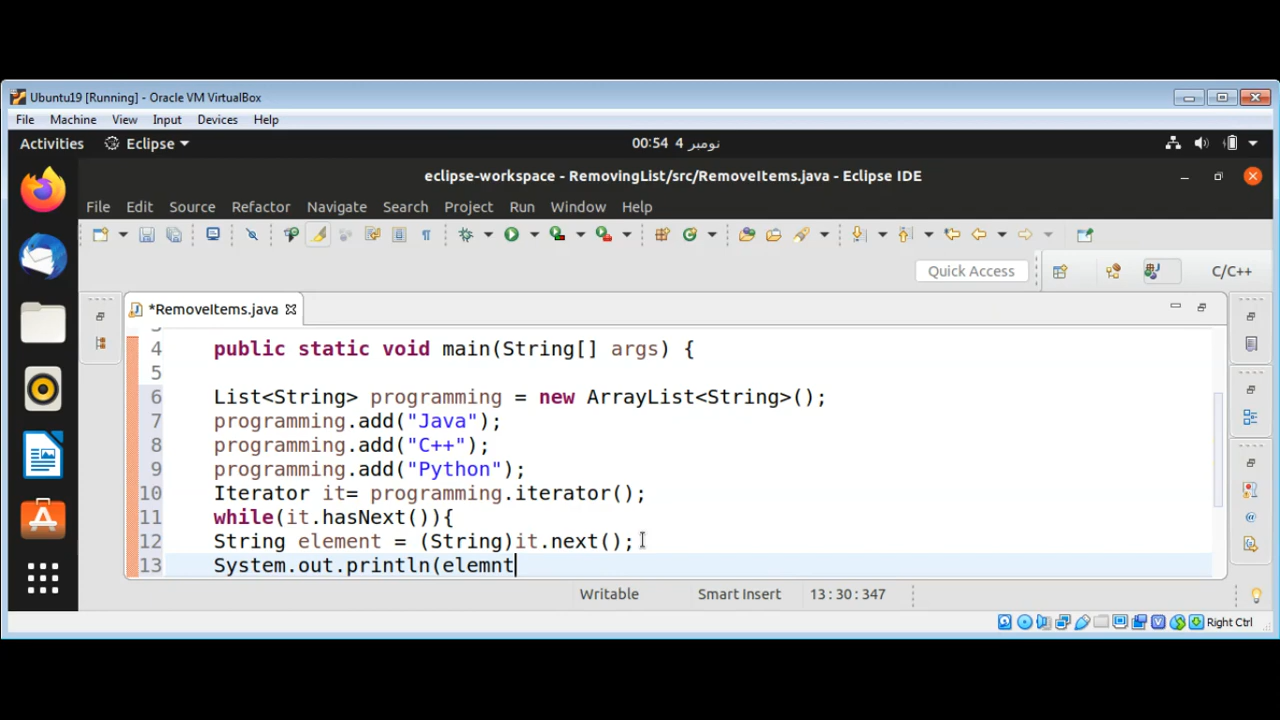 Ubuntu19 [Running] - Oracle VM VirtualBox
File Machine View Input Devices Help
Activities Eclipse 00:54 4 نومبر
eclipse-workspace - RemovingList/src/RemoveItems.java - Eclipse IDE
File Edit Source Refactor Navigate Search Project Run Window Help
Quick Access C/C++
*RemoveItems.java
4 public static void main(String[] args) {
5
6 List<String> programming = new ArrayList<String>();
7 programming.add("Java");
8 programming.add("C++");
9 programming.add("Python");
10 Iterator it= programming.iterator();
11 while(it.hasNext()){
12 String element = (String)it.next();
13 System.out.println(elemnt
Writable Smart Insert 13:30:347
Right Ctrl